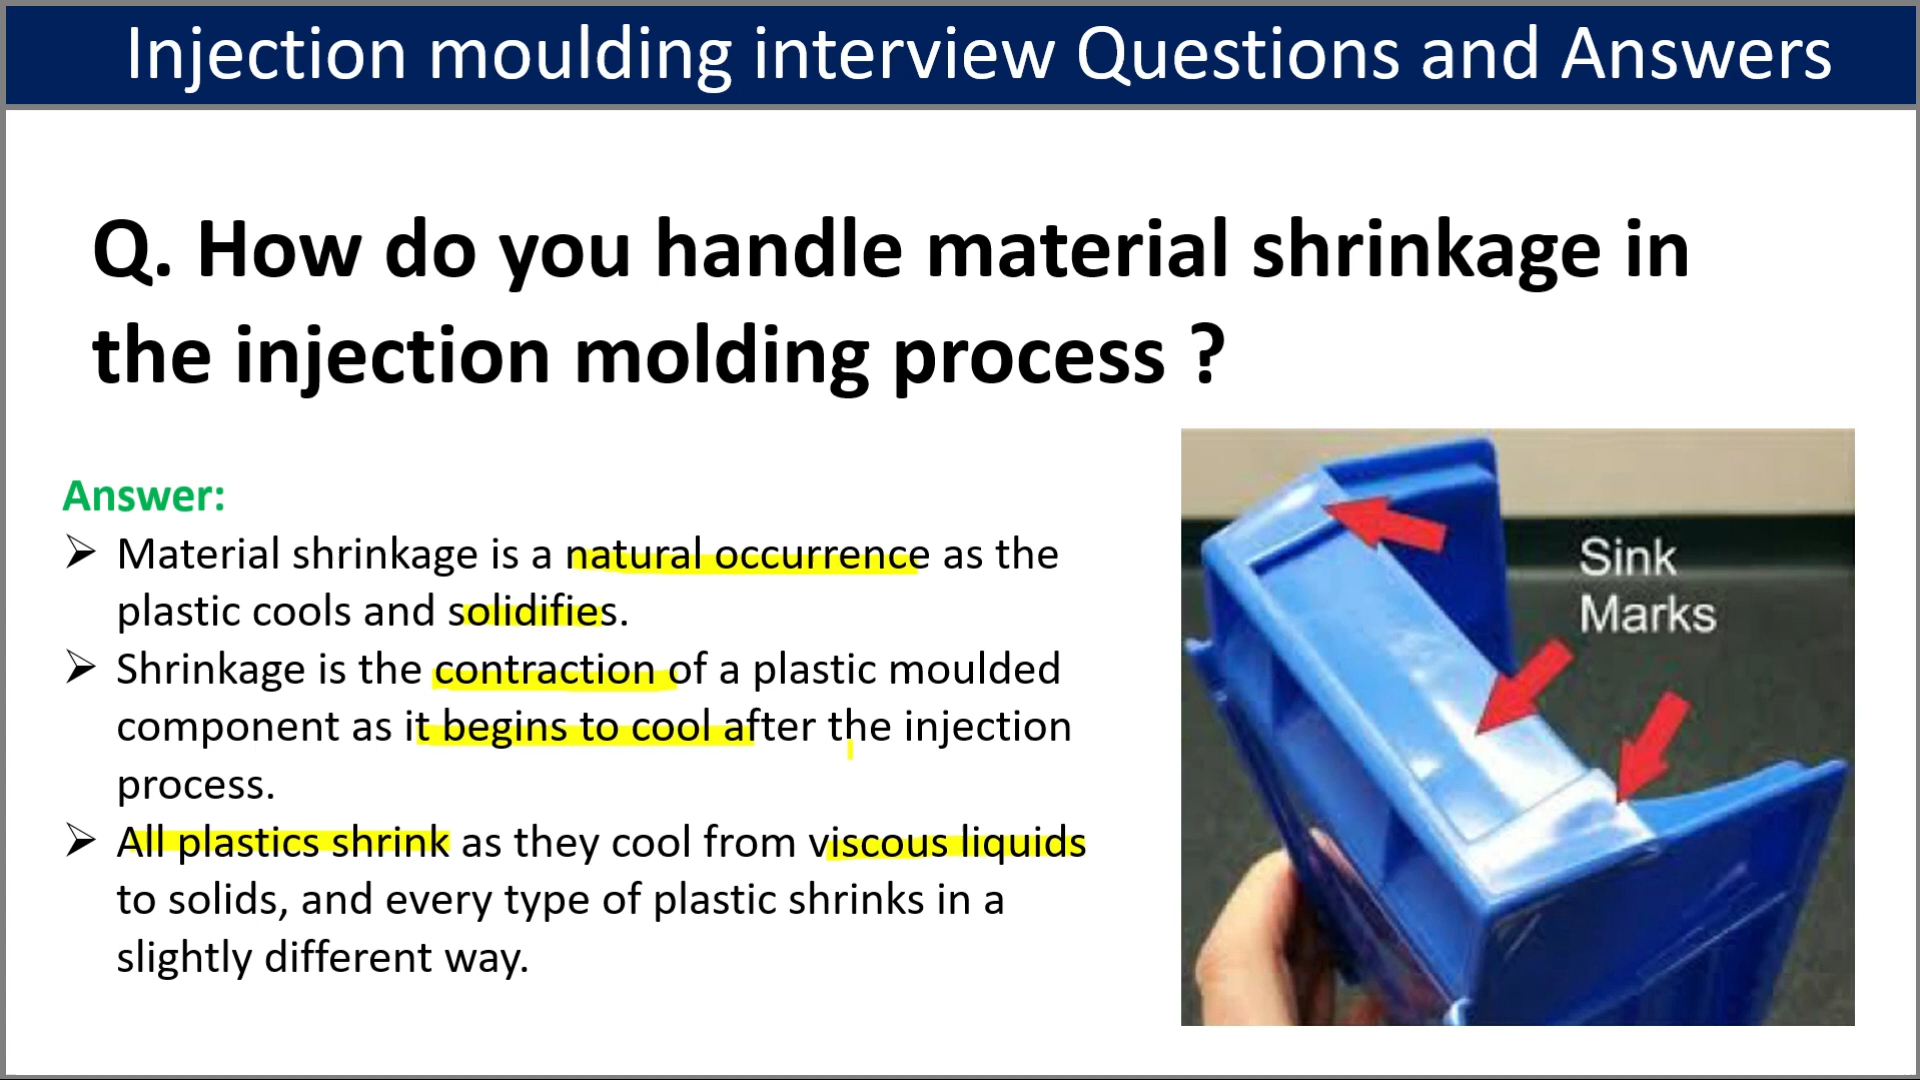 Injection moulding interview Questions and Answers
Q. How do you handle material shrinkage in
the injection molding process ?
Answer:
➢ Material shrinkage is a natural occurrence as the
plastic cools and solidifies.
➢ Shrinkage is the contraction of a plastic moulded
component as it begins to cool after the injection
process.
➢ All plastics shrink as they cool from viscous liquids
to solids, and every type of plastic shrinks in a
slightly different way.
Sink
Marks